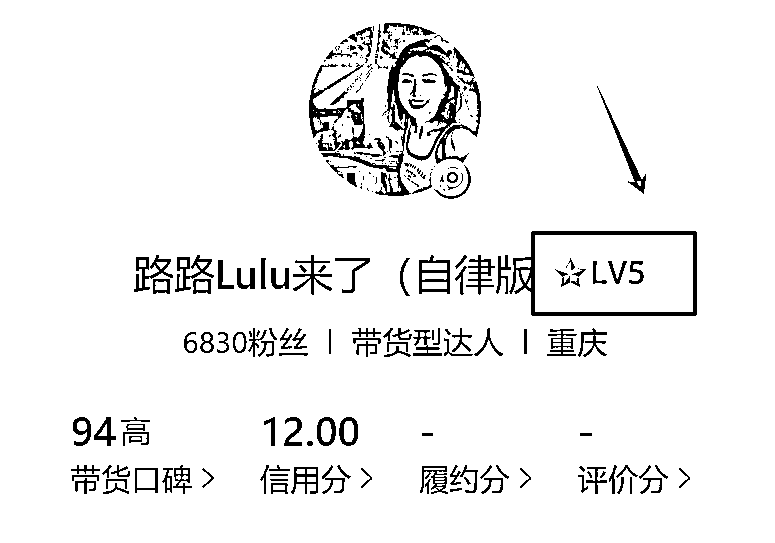 路路Lulu来了（自律版 LV5
6830粉丝 | 带货型达人 | 重庆
94高 12.00 - -
带货口碑 > 信用分 > 履约分 > 评价分 >